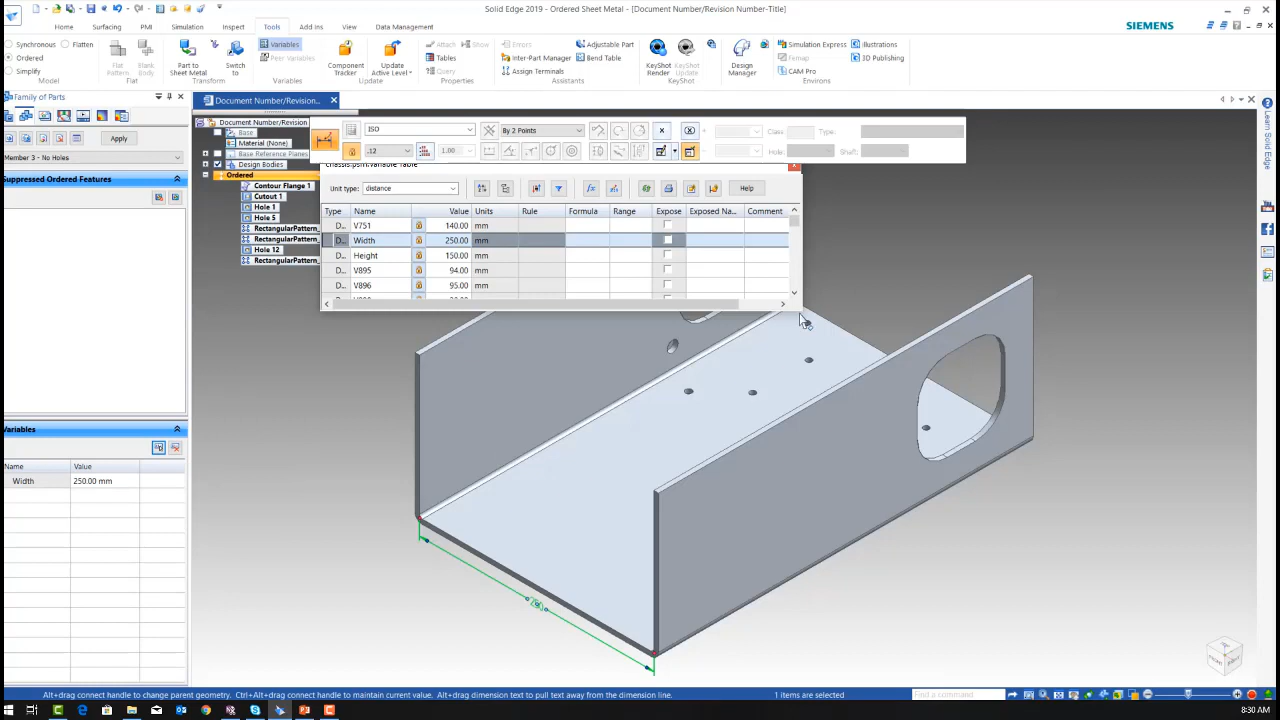 Solid Edge 2019 - Ordered Sheet Metal - [Document Number/Revision Number-Title]
Home Surfacing PMI Simulation Inspect Tools Add ins View Data Management
SIEMENS
Synchronous Flatten
Ordered
Simplify
Model
Flat Pattern
Blank Body
Flat
Part to Sheet Metal
Switch to
Transform
Variables
Peer Variables
Variables
Component Tracker
Update Active Level
Update
Attach Show
Tables
Query
Properties
Errors Adjustable Part
Inter-Part Manager Bend Table
Assign Terminals
Assistants
KeyShot Render
KeyShot Update
KeyShot
Design Manager
Simulation Express Illustrations
Femap 3D Publishing
CAM Pro
Environs
Family of Parts
Document Number/Revision...
Apply
Member 3 - No Holes
Suppressed Ordered Features
Document Number/Revision
Base
Material (None)
Base Reference Planes
Design Bodies
Ordered
Contour Flange 1
Cutout 1
Hole 1
Hole 5
RectangularPattern_
RectangularPattern_
Hole 12
RectangularPattern_
ISO By 2 Points Class: Type:
.12 1.00 Hole: Shaft:
Unit type: distance Help
Type Name Value Units Rule Formula Range Expose Exposed Na... Comment
D... V751 140.00 mm
D... Width 250.00 mm
D... Height 150.00 mm
D... V895 94.00 mm
D... V896 95.00 mm
Variables
Name Value
Width 250.00 mm
Learn Solid Edge
Alt+drag connect handle to change parent geometry. Ctrl+Alt+drag connect handle to maintain current value. Alt+drag dimension text to pull text away from the dimension line. 1 items are selected Find a command
8:30 AM